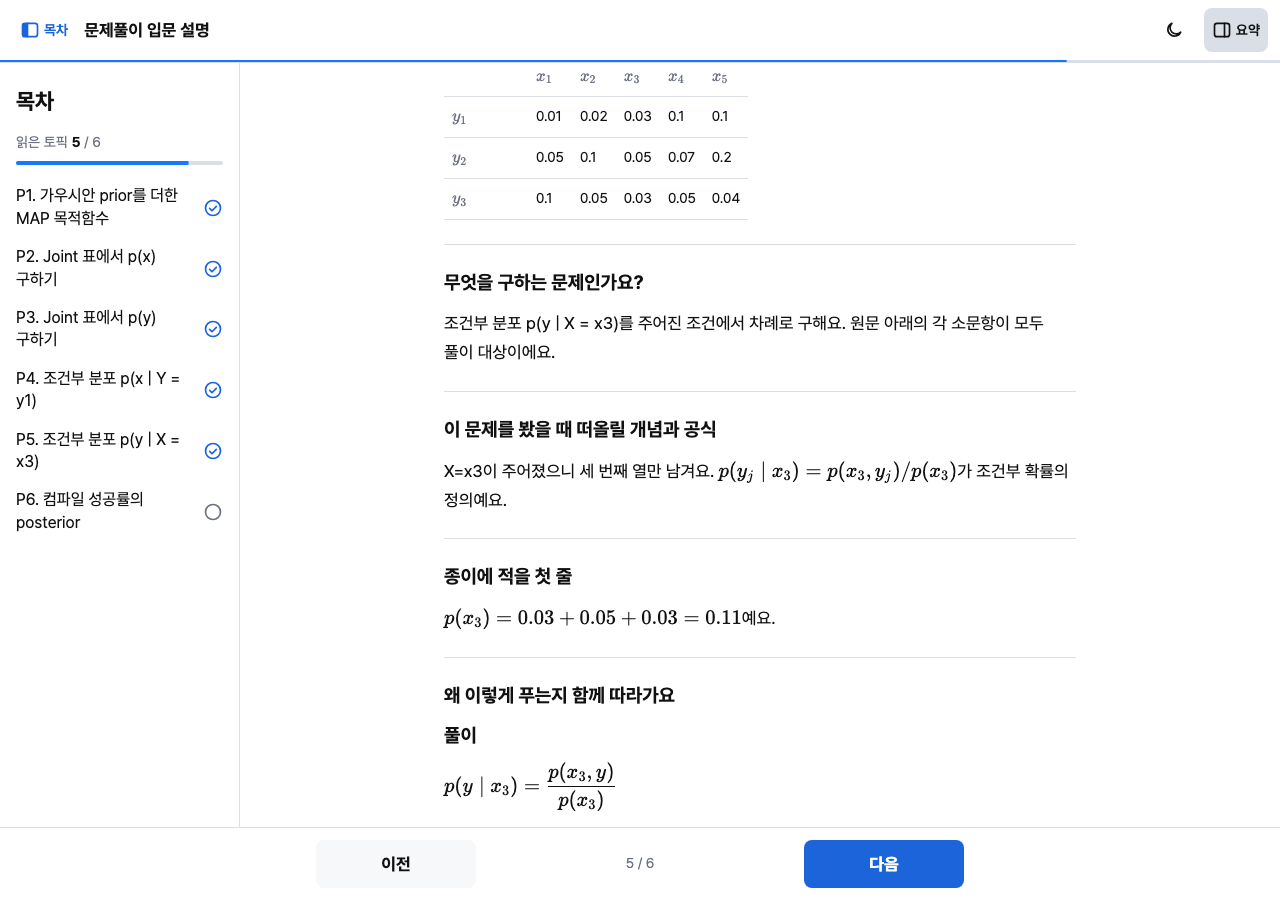 목차 문제풀이 입문 설명 요약
목차
읽은 토픽 5 / 6
P1. 가우시안 prior를 더한
MAP 목적함수
P2. Joint 표에서 p(x)
구하기
P3. Joint 표에서 p(y)
구하기
P4. 조건부 분포 p(x | Y =
y1)
P5. 조건부 분포 p(y | X =
x3)
P6. 컴파일 성공률의
posterior
x₁ x₂ x₃ x₄ x₅
y₁ 0.01 0.02 0.03 0.1 0.1
y₂ 0.05 0.1 0.05 0.07 0.2
y₃ 0.1 0.05 0.03 0.05 0.04
무엇을 구하는 문제인가요?
조건부 분포 p(y | X = x3)를 주어진 조건에서 차례로 구해요. 원문 아래의 각 소문항이 모두
풀이 대상이에요.
이 문제를 봤을 때 떠올릴 개념과 공식
X=x3이 주어졌으니 세 번째 열만 남겨요. p(yⱼ | x₃) = p(x₃, yⱼ)/p(x₃)가 조건부 확률의
정의예요.
종이에 적을 첫 줄
p(x₃) = 0.03 + 0.05 + 0.03 = 0.11예요.
왜 이렇게 푸는지 함께 따라가요
풀이
p(y | x₃) = p(x₃, y) / p(x₃)
이전 5 / 6 다음